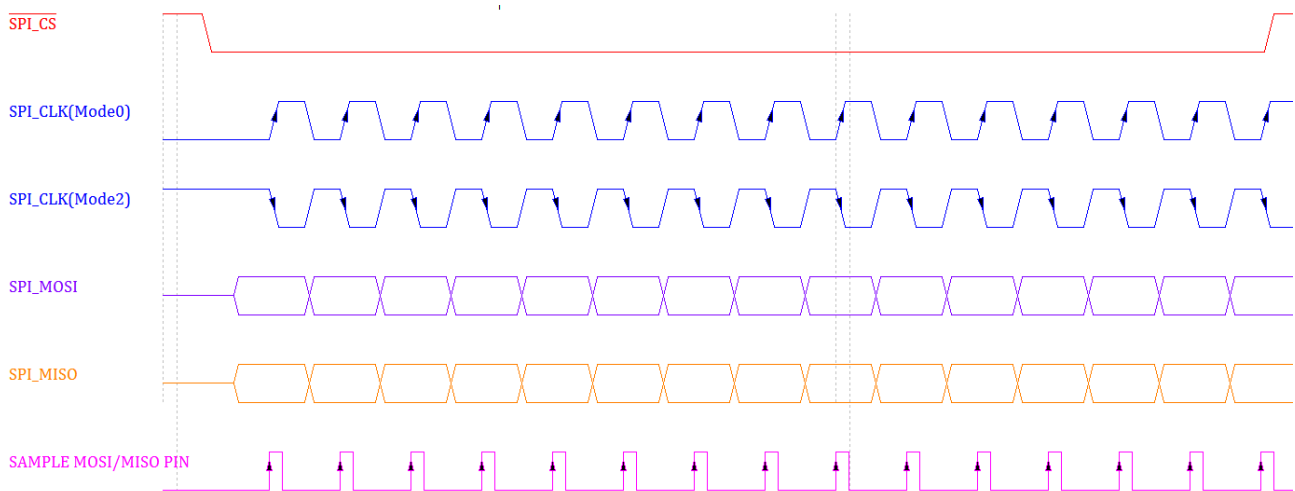 SPI_CS
SPI_CLK(Mode0)
SPI_CLK(Mode2)
SPI_MOSI
SPI_MISO
SAMPLE MOSI/MISO PIN